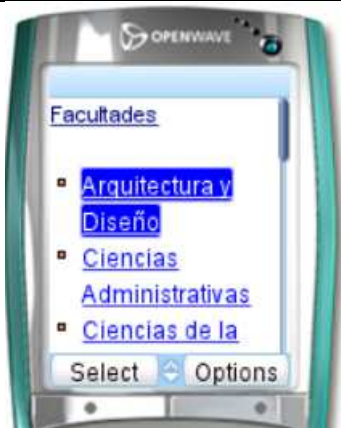 OPENWAVE
Facultades
Arquitectura y
Diseño
Ciencias
Administrativas
Ciencias de la
Select Options